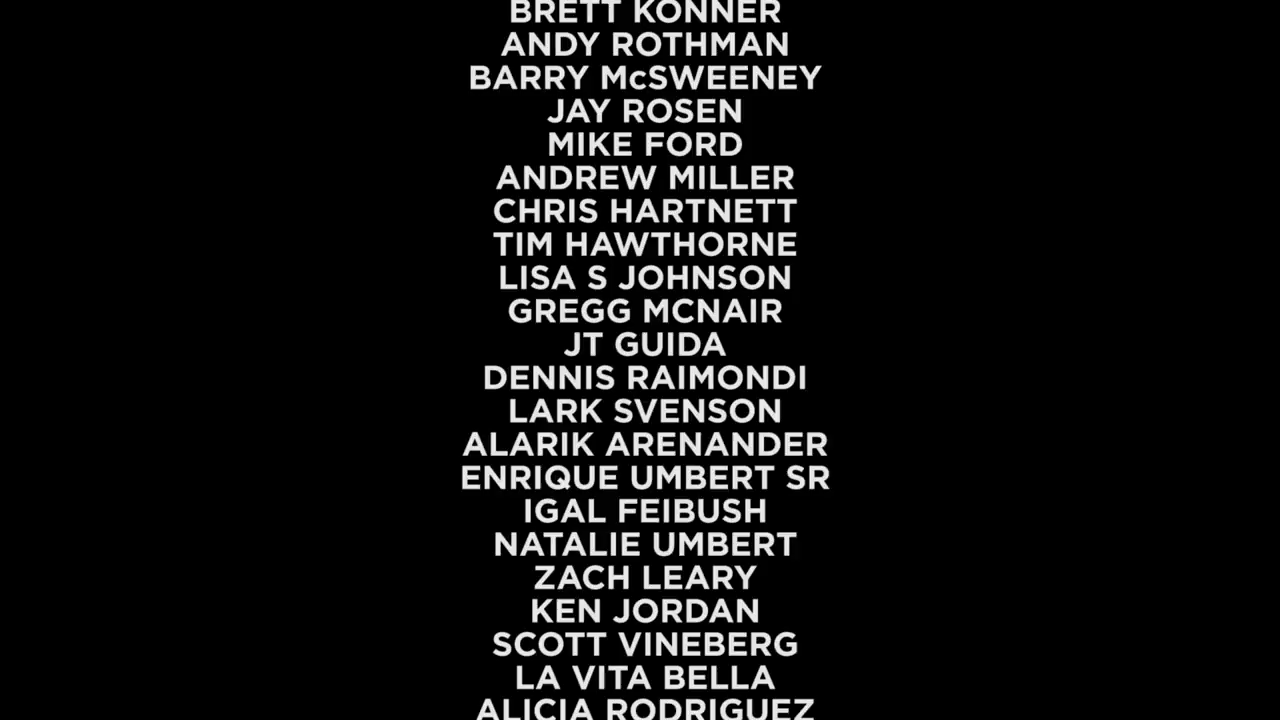 BRETT KONNER
ANDY ROTHMAN
BARRY McSWEENEY
JAY ROSEN
MIKE FORD
ANDREW MILLER
CHRIS HARTNETT
TIM HAWTHORNE
LISA S JOHNSON
GREGG MCNAIR
JT GUIDA
DENNIS RAIMONDI
LARK SVENSON
ALARIK ARENANDER
ENRIQUE UMBERT SR
IGAL FEIBUSH
NATALIE UMBERT
ZACH LEARY
KEN JORDAN
SCOTT VINEBERG
LA VITA BELLA
ALICIA RODRIGUEZ